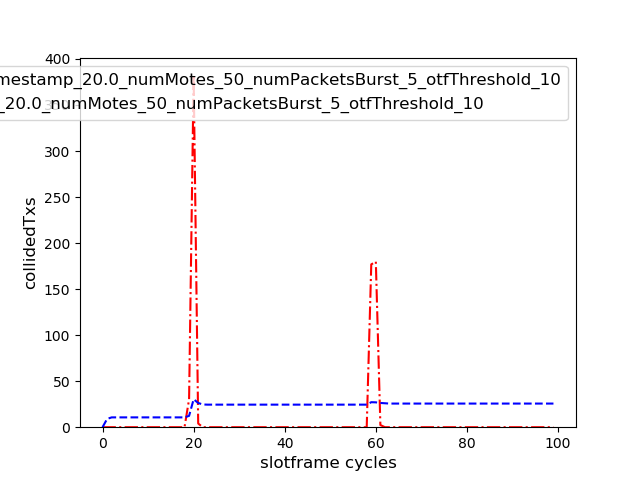 400
mestamp_20.0_numMotes_50_numPacketsBurst_5_otfThreshold_10
_20.0_numMotes_50_numPacketsBurst_5_otfThreshold_10
350
300
250
200
150
100
50
0
collidedTxs
0 20 40 60 80 100
slotframe cycles